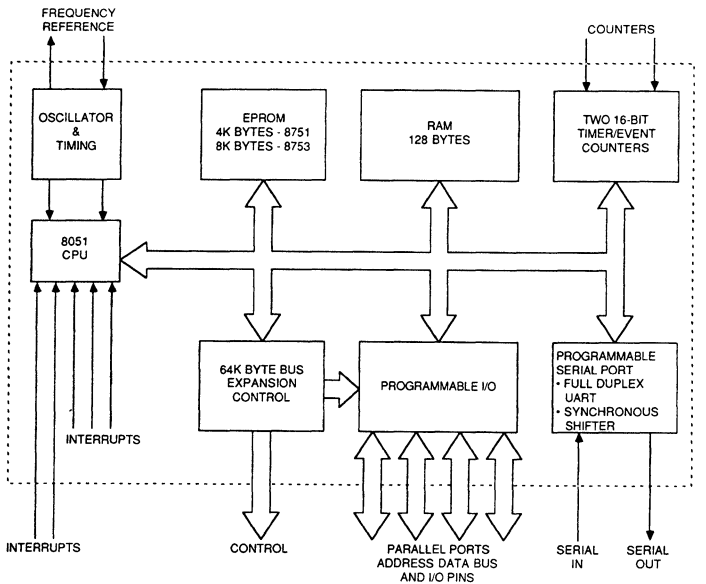 FREQUENCY
REFERENCE
COUNTERS
OSCILLATOR
&
TIMING
EPROM
4K BYTES - 8751
8K BYTES - 8753
RAM
128 BYTES
TWO 16-BIT
TIMER/EVENT
COUNTERS
8051
CPU
64K BYTE BUS
EXPANSION
CONTROL
PROGRAMMABLE I/O
PROGRAMMABLE
SERIAL PORT
• FULL DUPLEX
UART
• SYNCHRONOUS
SHIFTER
INTERRUPTS
INTERRUPTS
CONTROL
PARALLEL PORTS
ADDRESS DATA BUS
AND I/O PINS
SERIAL
IN
SERIAL
OUT